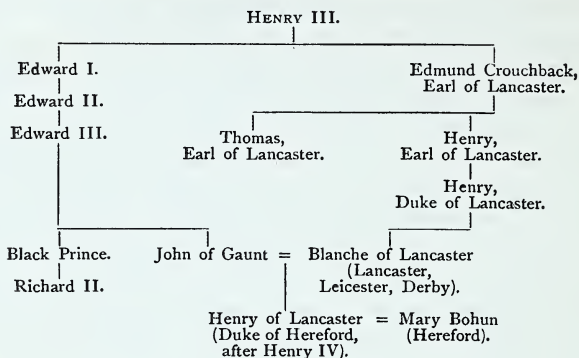 HENRY III.
Edward I.
Edmund Crouchback,
Earl of Lancaster.
Edward II.
Edward III.
Thomas,
Earl of Lancaster.
Henry,
Earl of Lancaster.
Henry,
Duke of Lancaster.
Black Prince.
John of Gaunt = Blanche of Lancaster
(Lancaster,
Leicester, Derby).
Richard II.
Henry of Lancaster = Mary Bohun
(Duke of Hereford, (Hereford).
after Henry IV).